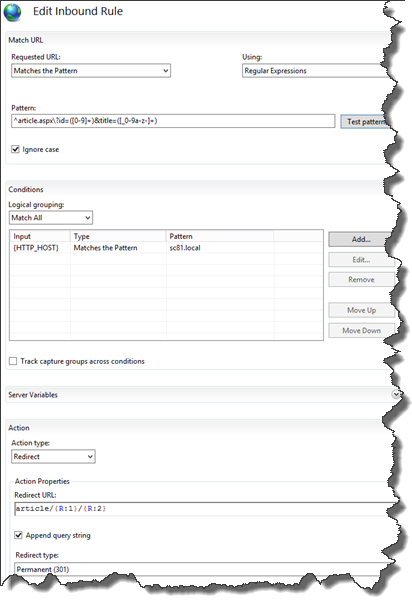 Edit Inbound Rule
Match URL
Requested URL:
Using:
Matches the Pattern
Regular Expressions
Pattern:
^article.aspx\?id=([0-9]+)&title=([_0-9a-z-]+)
Test pattern
Ignore case
Conditions
Logical grouping:
Match All
Input Type Pattern
{HTTP_HOST} Matches the Pattern sc81.local
Add...
Edit...
Remove
Move Up
Move Down
Track capture groups across conditions
Server Variables
Action
Action type:
Redirect
Action Properties
Redirect URL:
article/{R:1}/{R:2}
Append query string
Redirect type:
Permanent (301)